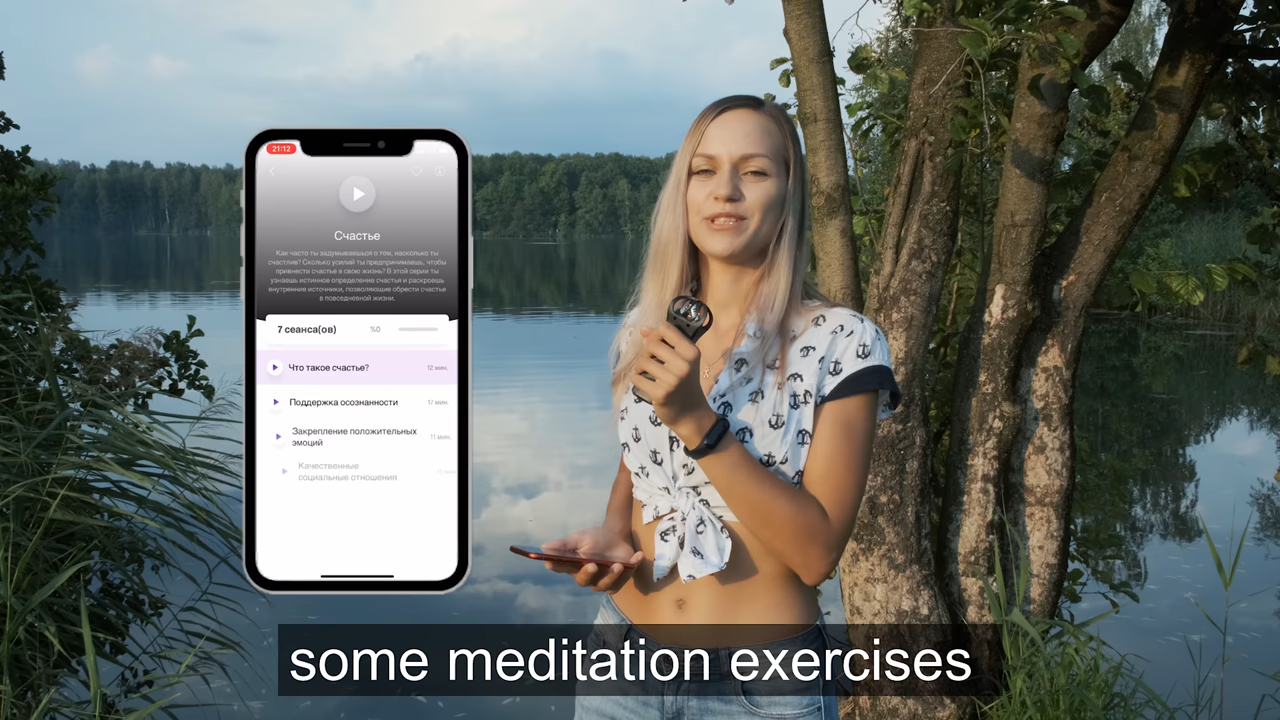 21:12
Счастье
Как часто ты задумываешься о том, насколько ты
счастлив? Сколько усилий ты предпринимаешь, чтобы
привнести счастье в свою жизнь? В этой серии ты
узнаешь истинное определение счастья и раскроешь
внутренние источники, позволяющие обрести счастье
в повседневной жизни.
7 сеанса(ов) %0
Что такое счастье? 12 мин.
Поддержка осознанности 17 мин.
Закрепление положительных
эмоций 11 мин.
Качественные
социальные отношения
some meditation exercises